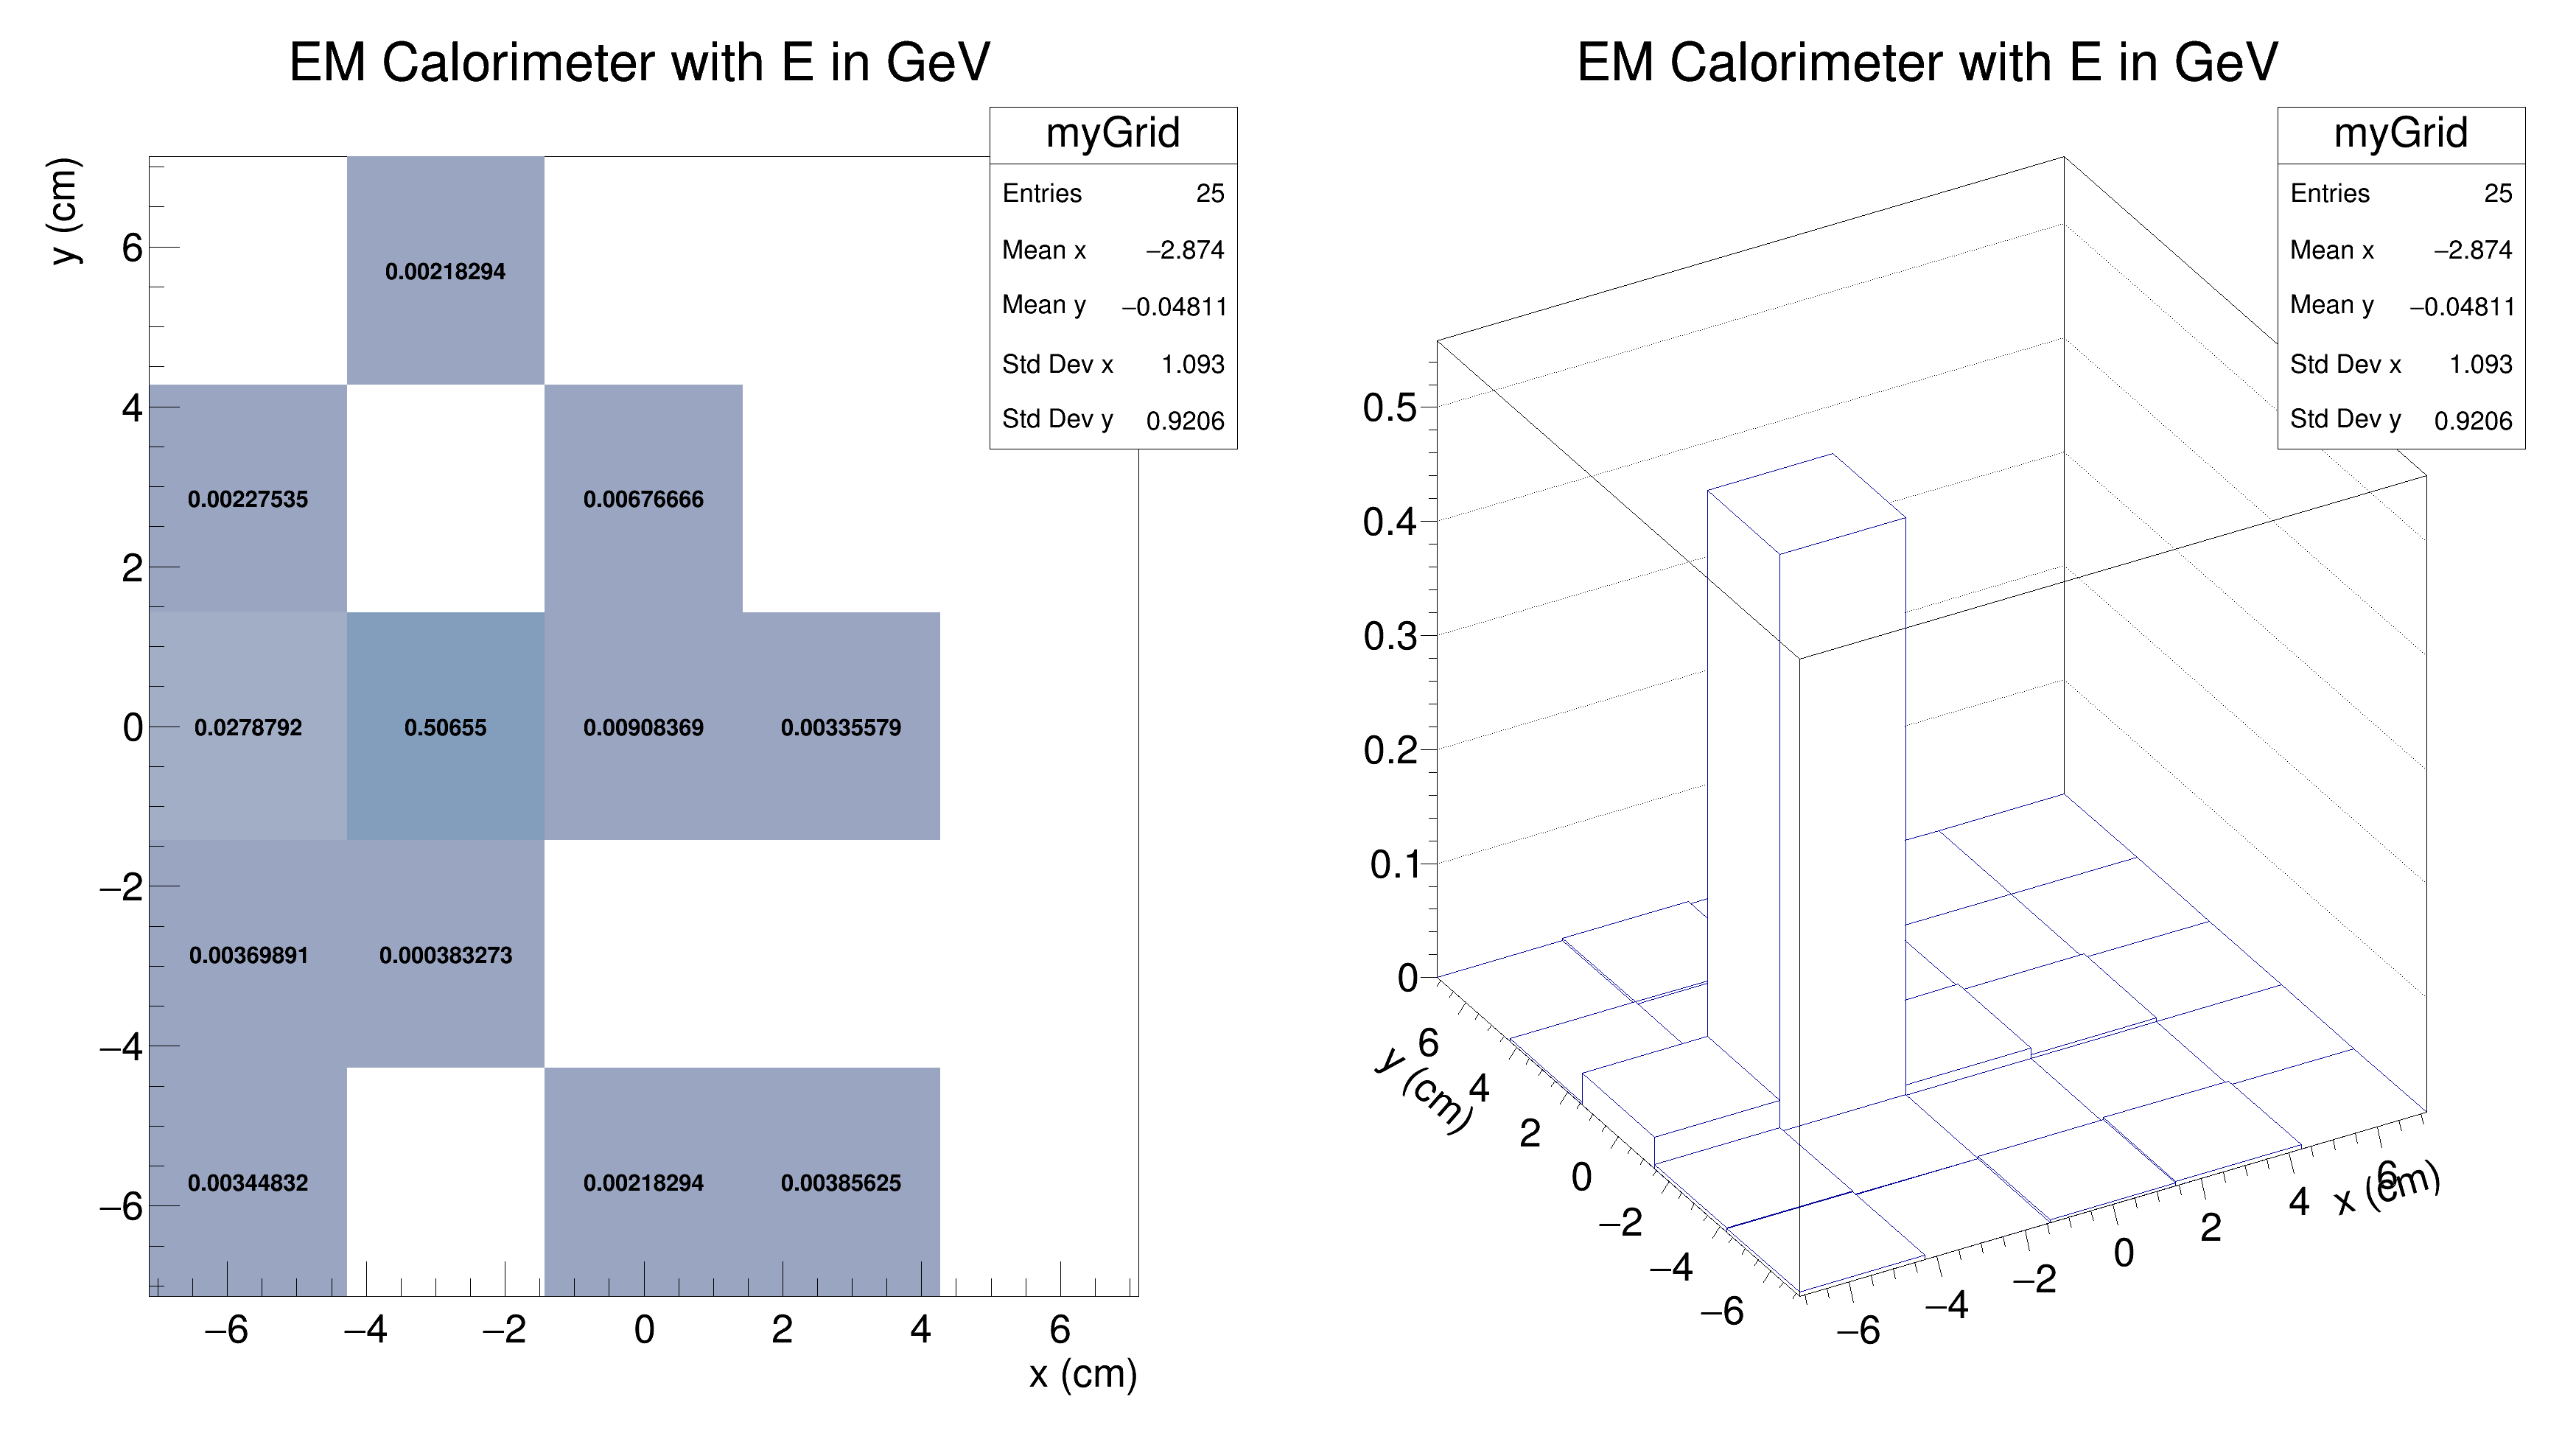 EM Calorimeter with E in GeV
myGrid
Entries 25
Mean x −2.874
Mean y −0.04811
Std Dev x 1.093
Std Dev y 0.9206
y (cm)
6
4
2
0
−2
−4
−6
0.00218294
0.00227535
0.00676666
0.0278792
0.50655
0.00908369
0.00335579
0.00369891
0.000383273
0.00344832
0.00218294
0.00385625
−6 −4 −2 0 2 4 6
x (cm)
EM Calorimeter with E in GeV
myGrid
Entries 25
Mean x −2.874
Mean y −0.04811
Std Dev x 1.093
Std Dev y 0.9206
0.5
0.4
0.3
0.2
0.1
0
6
4
2
0
−2
−4
−6
y (cm)
−6
−4
−2
0
2
4
6
x (cm)